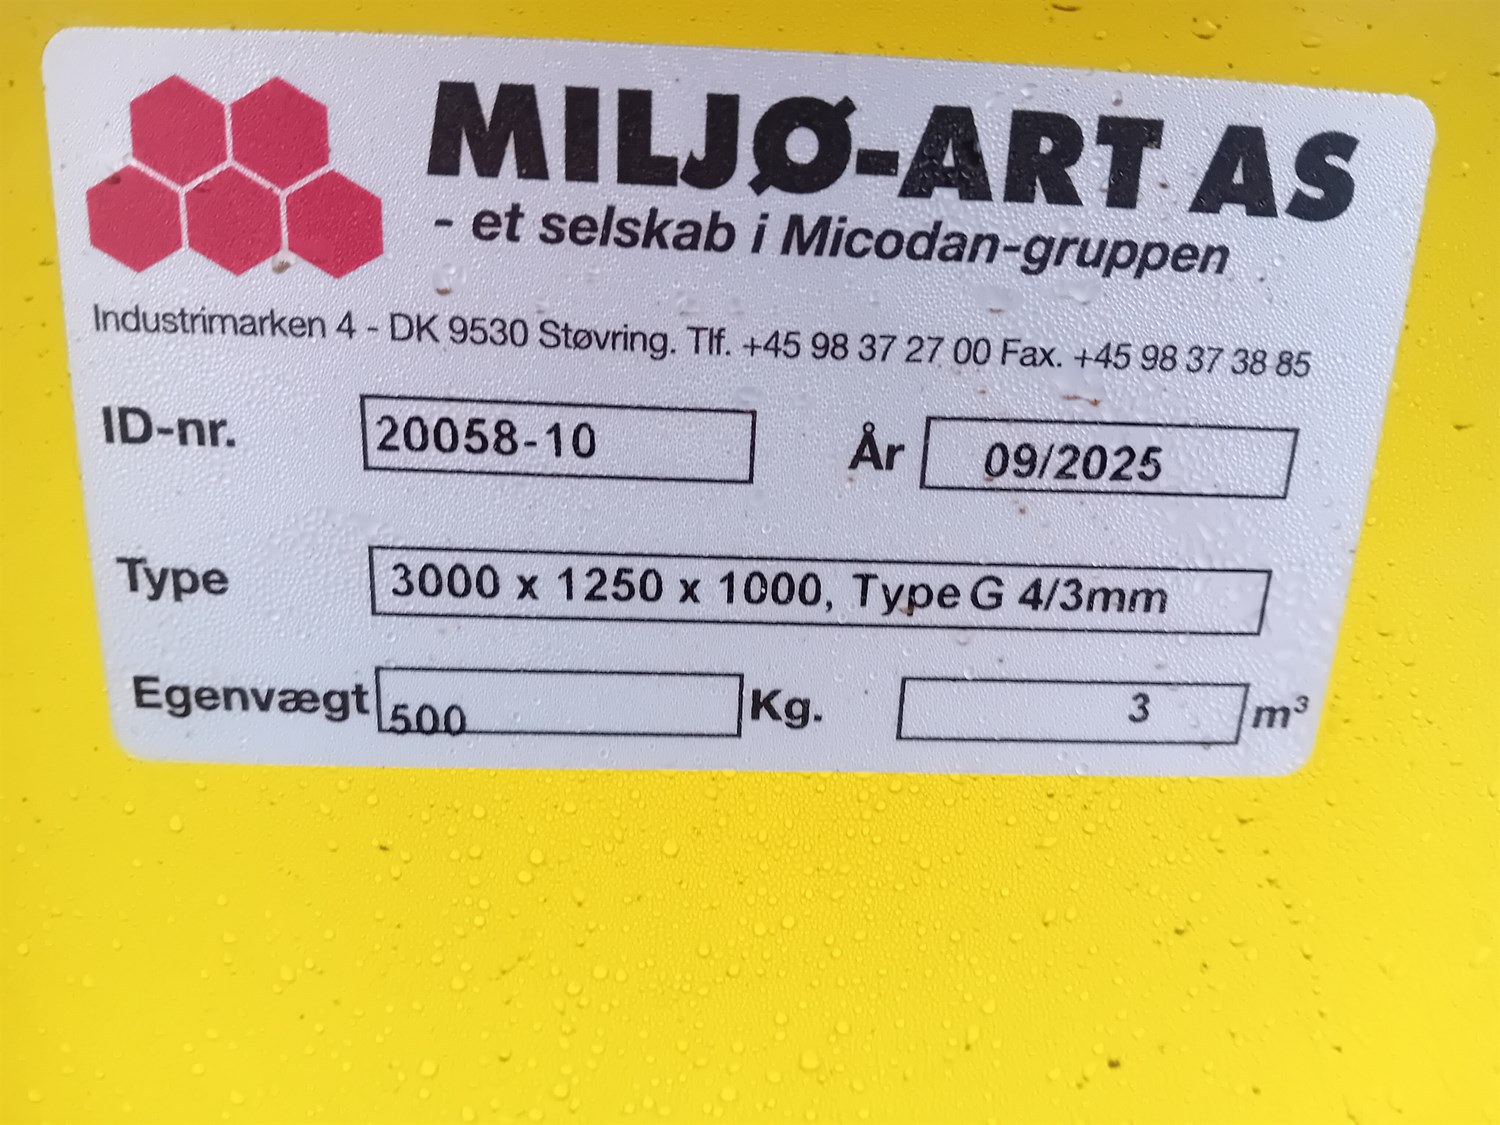 MILJØ-ART AS
- et selskab i Micodan-gruppen
Industrimarken 4 - DK 9530 Støvring. Tlf. +45 98 37 27 00 Fax. +45 98 37 38 85
ID-nr. 20058-10 År 09/2025
Type 3000 x 1250 x 1000, Type G 4/3mm
Egenvægt 500 Kg. 3 m³